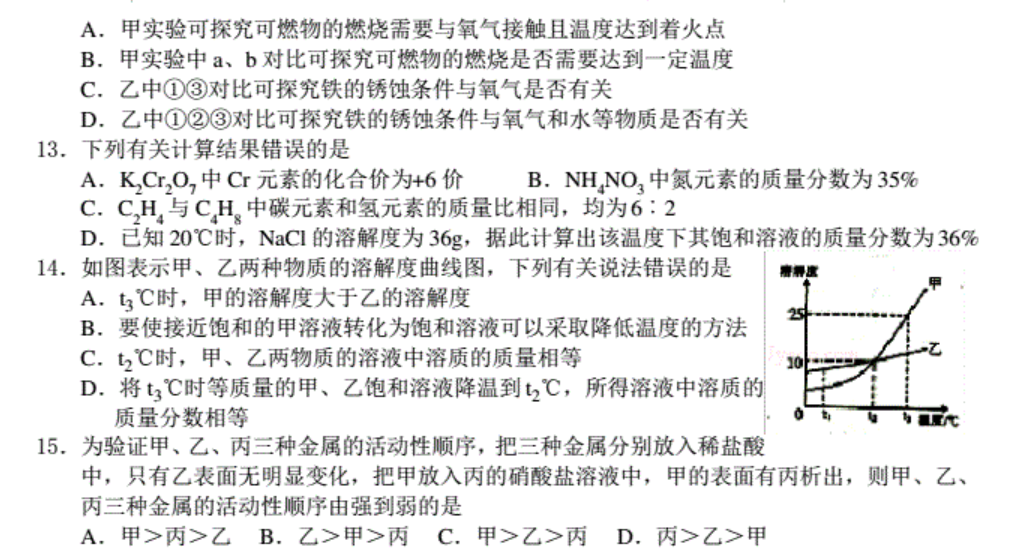 A．甲实验可探究可燃物的燃烧需要与氧气接触且温度达到着火点
B．甲实验中 a、b 对比可探究可燃物的燃烧是否需要达到一定温度
C．乙中①③对比可探究铁的锈蚀条件与氧气是否有关
D．乙中①②③对比可探究铁的锈蚀条件与氧气和水等物质是否有关
13．下列有关计算结果错误的是
A．K₂Cr₂O₇ 中 Cr 元素的化合价为+6 价 B．NH₄NO₃ 中氮元素的质量分数为 35%
C．C₂H₄ 与 C₄H₈ 中碳元素和氢元素的质量比相同，均为 6∶2
D．已知 20℃时，NaCl 的溶解度为 36g，据此计算出该温度下其饱和溶液的质量分数为 36%
14．如图表示甲、乙两种物质的溶解度曲线图，下列有关说法错误的是
A．t₃℃时，甲的溶解度大于乙的溶解度
B．要使接近饱和的甲溶液转化为饱和溶液可以采取降低温度的方法
C．t₂℃时，甲、乙两物质的溶液中溶质的质量相等
D．将 t₃℃时等质量的甲、乙饱和溶液降温到 t₂℃，所得溶液中溶质的
质量分数相等
溶解度
甲
25
乙
10
0 t₁ t₂ t₃ 温度/℃
15．为验证甲、乙、丙三种金属的活动性顺序，把三种金属分别放入稀盐酸
中，只有乙表面无明显变化，把甲放入丙的硝酸盐溶液中，甲的表面有丙析出，则甲、乙、
丙三种金属的活动性顺序由强到弱的是
A．甲＞丙＞乙 B．乙＞甲＞丙 C．甲＞乙＞丙 D．丙＞乙＞甲